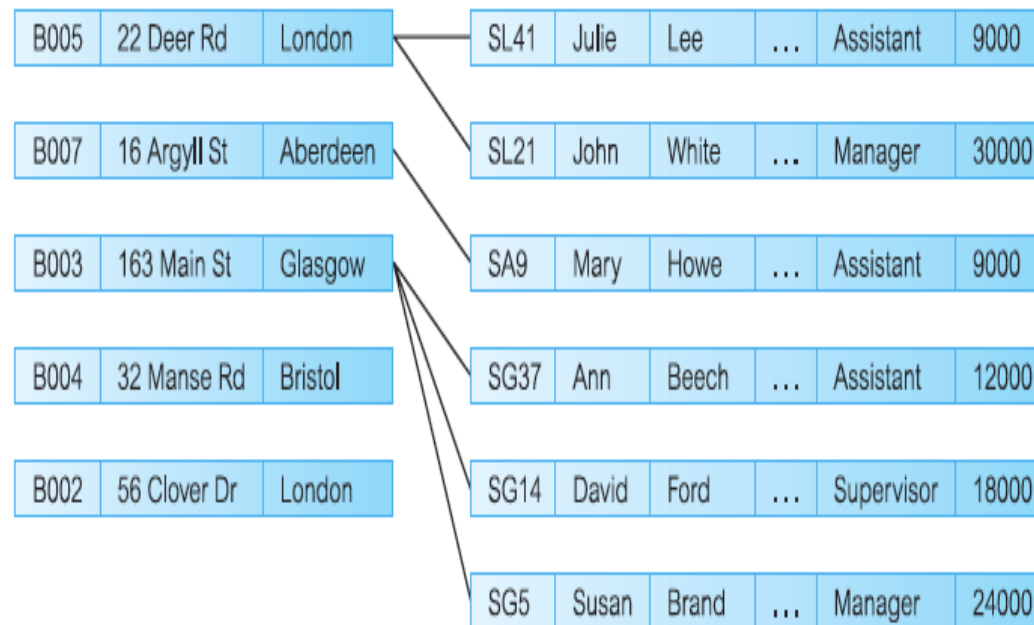 B005 22 Deer Rd London SL41 Julie Lee ... Assistant 9000
B007 16 Argyll St Aberdeen SL21 John White ... Manager 30000
B003 163 Main St Glasgow SA9 Mary Howe ... Assistant 9000
B004 32 Manse Rd Bristol SG37 Ann Beech ... Assistant 12000
B002 56 Clover Dr London SG14 David Ford ... Supervisor 18000
SG5 Susan Brand ... Manager 24000